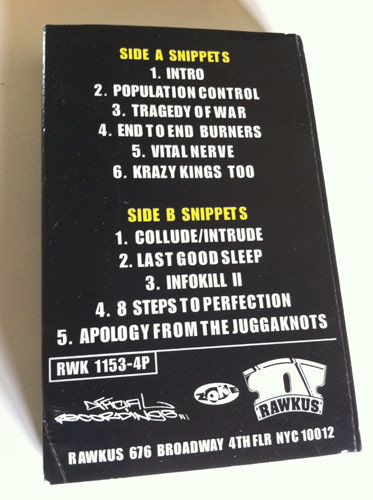 SIDE A SNIPPETS
1. INTRO
2. POPULATION CONTROL
3. TRAGEDY OF WAR
4. END TO END BURNERS
5. VITAL NERVE
6. KRAZY KINGS TOO
SIDE B SNIPPETS
1. COLLUDE/INTRUDE
2. LAST GOOD SLEEP
3. INFOKILL II
4. 8 STEPS TO PERFECTION
5. APOLOGY FROM THE JUGGAKNOTS
RWK 1153-4P
OFFICIAL RECORDINGS
RAWKUS
RAWKUS 676 BROADWAY 4TH FLR NYC 10012